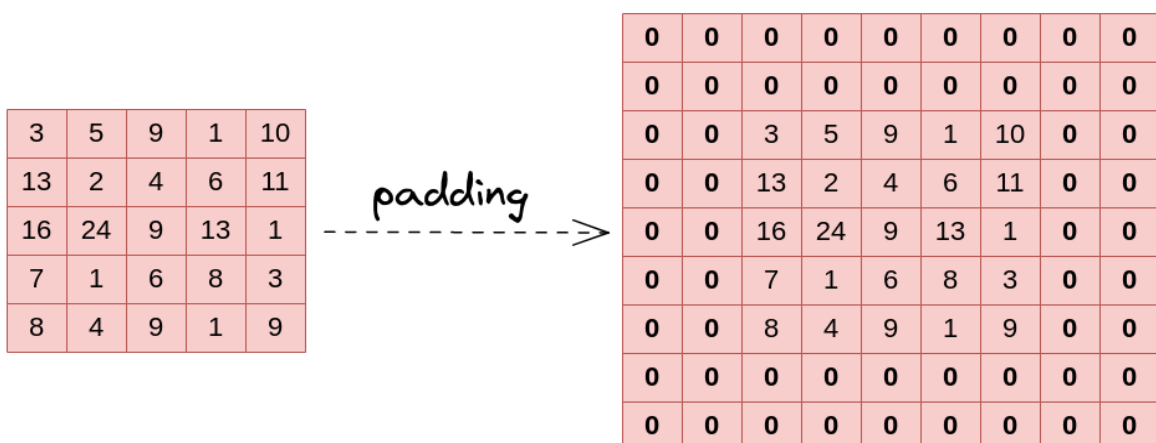 3 5 9 1 10
13 2 4 6 11
16 24 9 13 1
7 1 6 8 3
8 4 9 1 9
padding
0 0 0 0 0 0 0 0 0
0 0 0 0 0 0 0 0 0
0 0 3 5 9 1 10 0 0
0 0 13 2 4 6 11 0 0
0 0 16 24 9 13 1 0 0
0 0 7 1 6 8 3 0 0
0 0 8 4 9 1 9 0 0
0 0 0 0 0 0 0 0 0
0 0 0 0 0 0 0 0 0